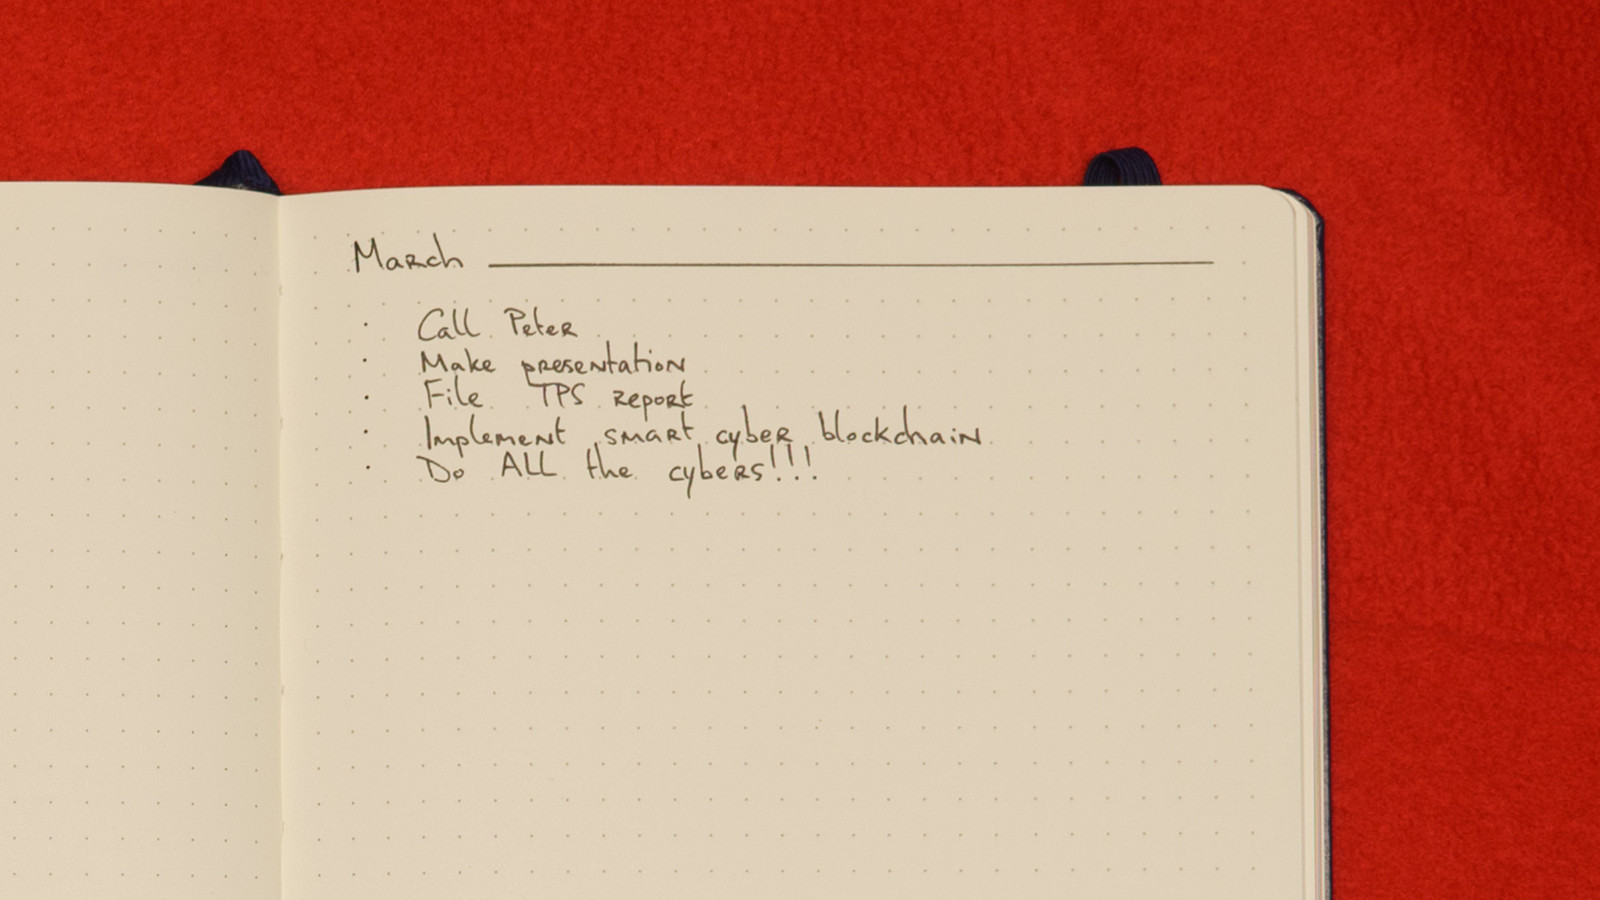 March
· Call Peter
· Make presentation
· File TPS report
· Implement smart cyber blockchain
· Do ALL the cybers!!!